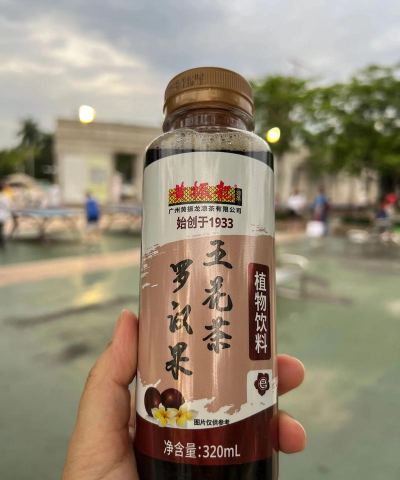 黄振龙
广州黄振龙凉茶有限公司
始创于1933
五花茶
罗汉果
植物饮料
图片仅供参考
净含量:320mL